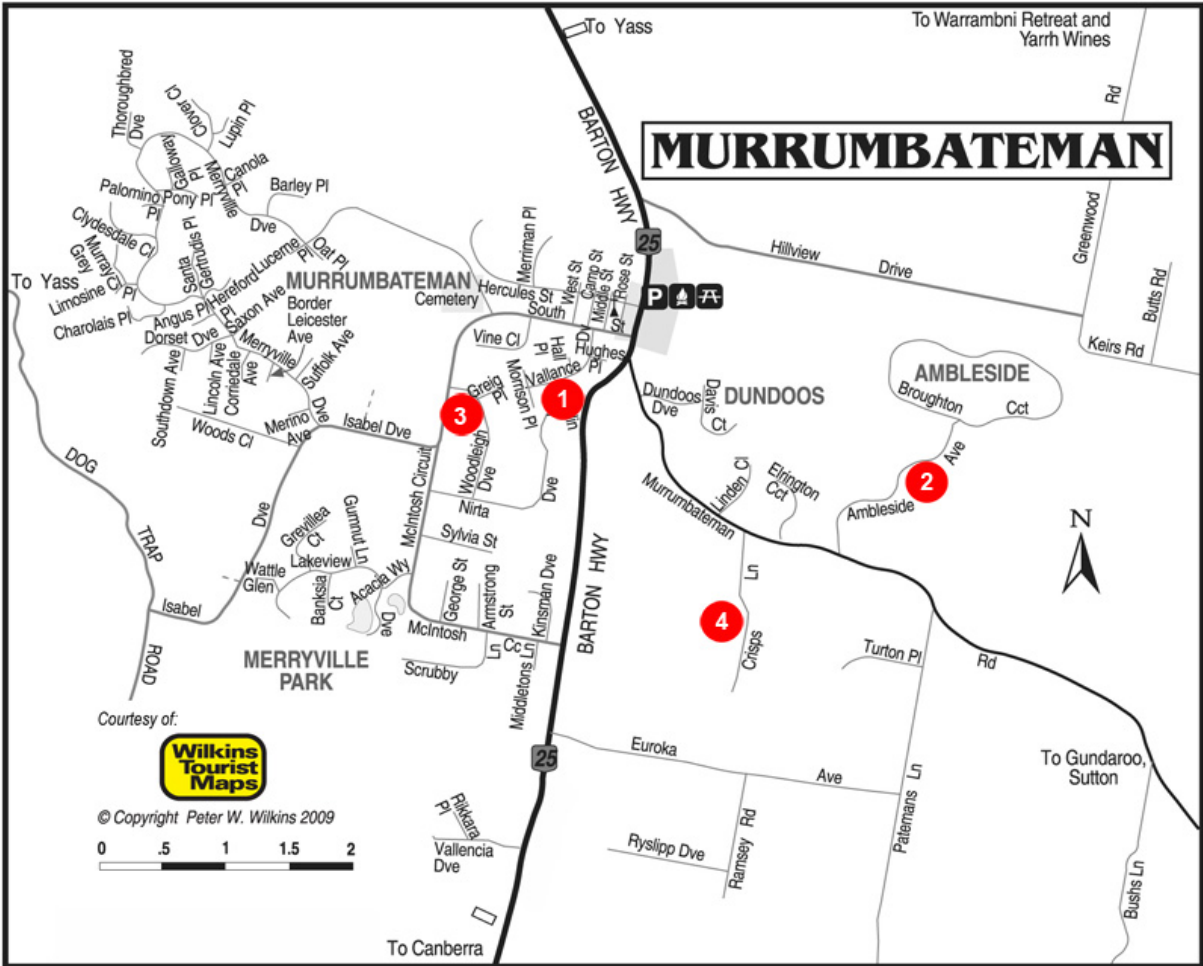 To Yass
To Warrambni Retreat and
Yarrh Wines
Rd
BARTON HWY
MURRUMBATEMAN
25
Thoroughbred
Dve
Clover Cl
Lupin Pl
Galloway
Pl
Merryville
Canola
Pl
Dve
Barley Pl
Palomino
Pl
Pony Pl
Clydesdale Cl
Murray
Grey
Pl
Limosine Cl
Charolais Pl
Santa
Gertrudis Pl
Hereford
Pl
Lucerne
Pl
Oat Pl
To Yass
Angus Pl
Dorset Dve
Saxon Ave
Border
Leicester
Ave
Merryville
Dve
Suffolk Ave
Southdown Ave
Lincoln Ave
Corriedale
Ave
Woods Cl
Merino
Ave
Isabel Dve
MURRUMBATEMAN
Cemetery
Hercules St
Merriman Pl
South
St
West St
Camp St
Middle St
Rose St
P
Vine Cl
Hall
Pl
Dve
Hughes
Pl
Vallance
Greig
Pl
Morrison Pl
1
3
Woodleigh
Dve
Dve
Nirta
McIntosh Circuit
Sylvia St
Hillview Drive
Greenwood
Butts Rd
Keirs Rd
AMBLESIDE
Broughton Cct
Ambleside Ave
2
DUNDOOS
Dundoos
Dve
Davis
Ct
Linden Cl
Elrington
Cct
Murrumbateman
Rd
N
4
Crisps
Ln
Turton Pl
Patemans Ln
To Gundaroo,
Sutton
Bushs Ln
DOG
TRAP
ROAD
Isabel
Dve
Wattle
Glen
Grevillea
Ct
Lakeview
Dve
Gumnut Ln
Banksia
Ct
Acacia Wy
MERRYVILLE
PARK
George St
Armstrong
St
Kinsman Dve
McIntosh
Cc
Scrubby
Ln
Middletons Ln
BARTON HWY
25
Euroka Ave
Ramsey Rd
Ryslipp Dve
Rikkara
Pl
Vallencia
Dve
To Canberra
Courtesy of:
Wilkins
Tourist
Maps
© Copyright Peter W. Wilkins 2009
0 .5 1 1.5 2